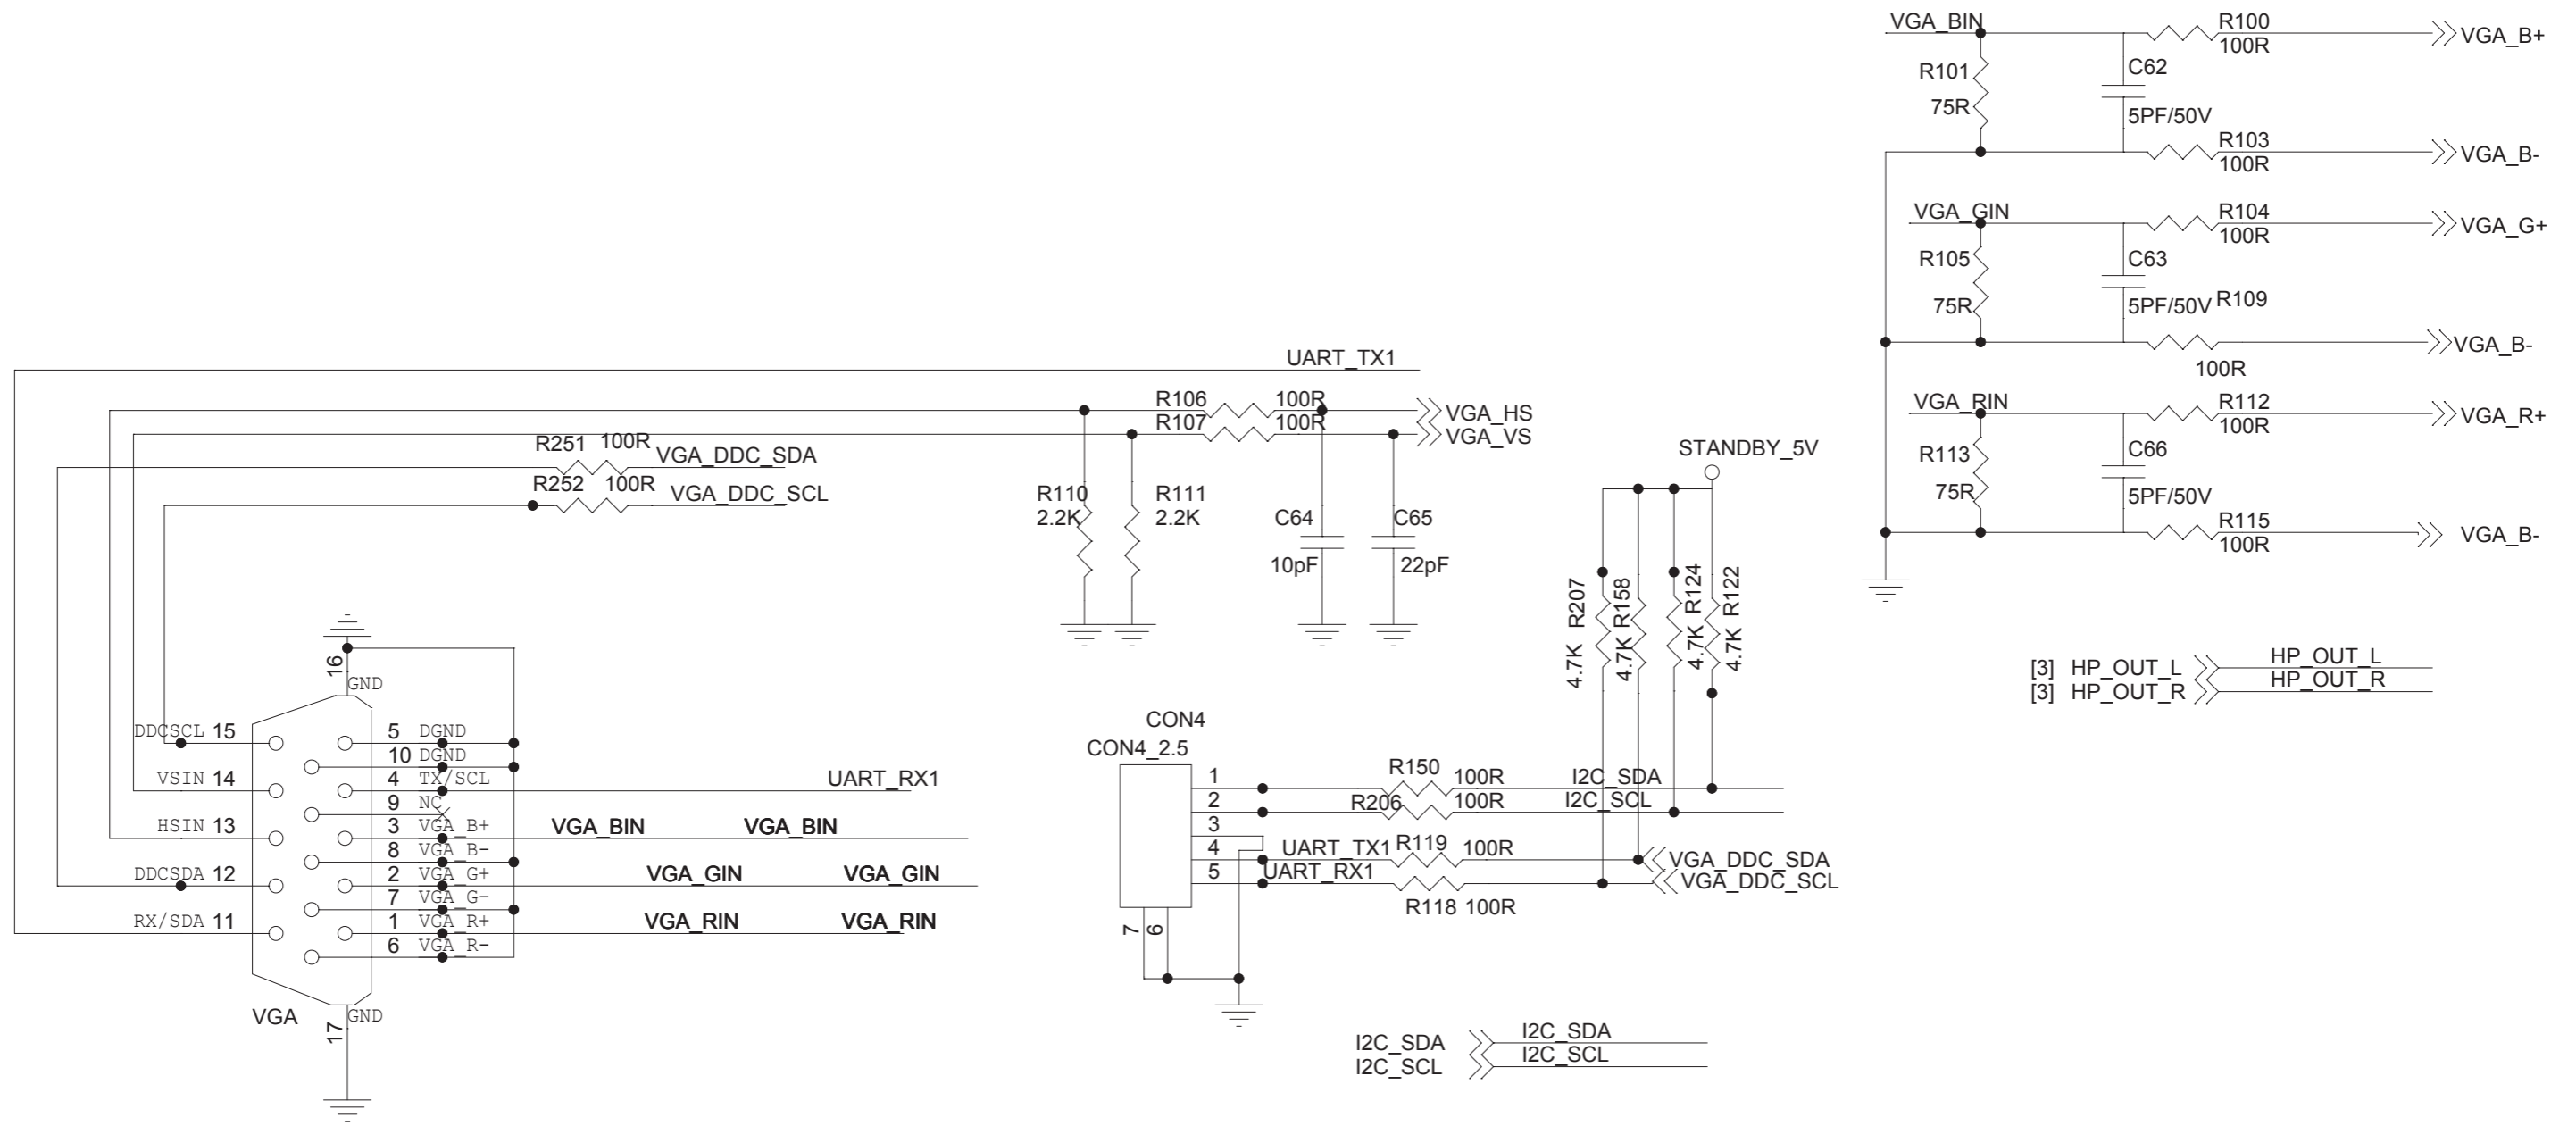 VGA_BIN
R100
100R
VGA_B+
R101
75R
C62
5PF/50V
R103
100R
VGA_B-
VGA_GIN
R104
100R
VGA_G+
R105
75R
C63
5PF/50V
R109
100R
VGA_B-
VGA_RIN
R112
100R
VGA_R+
R113
75R
C66
5PF/50V
R115
100R
VGA_B-
UART_TX1
R106 100R
VGA_HS
R107 100R
VGA_VS
R251 100R
VGA_DDC_SDA
R252 100R
VGA_DDC_SCL
R110
2.2K
R111
2.2K
C64
10pF
C65
22pF
STANDBY_5V
4.7K R207
4.7K R158
4.7K R124
4.7K R122
[3] HP_OUT_L HP_OUT_L
[3] HP_OUT_R HP_OUT_R
16
GND
DDCSCL 15
VSIN 14
HSIN 13
DDCSDA 12
RX/SDA 11
5 DGND
10 DGND
4 TX/SCL UART_RX1
9 NC
3 VGA_B+ VGA_BIN VGA_BIN
8 VGA_B-
2 VGA_G+ VGA_GIN VGA_GIN
7 VGA_G-
1 VGA_R+ VGA_RIN VGA_RIN
6 VGA_R-
VGA
17
GND
CON4
CON4_2.5
1 R150 100R I2C_SDA
2 R206 100R I2C_SCL
3
4 UART_TX1 R119 100R VGA_DDC_SDA
5 UART_RX1 VGA_DDC_SCL
R118 100R
7
6
I2C_SDA I2C_SDA
I2C_SCL I2C_SCL